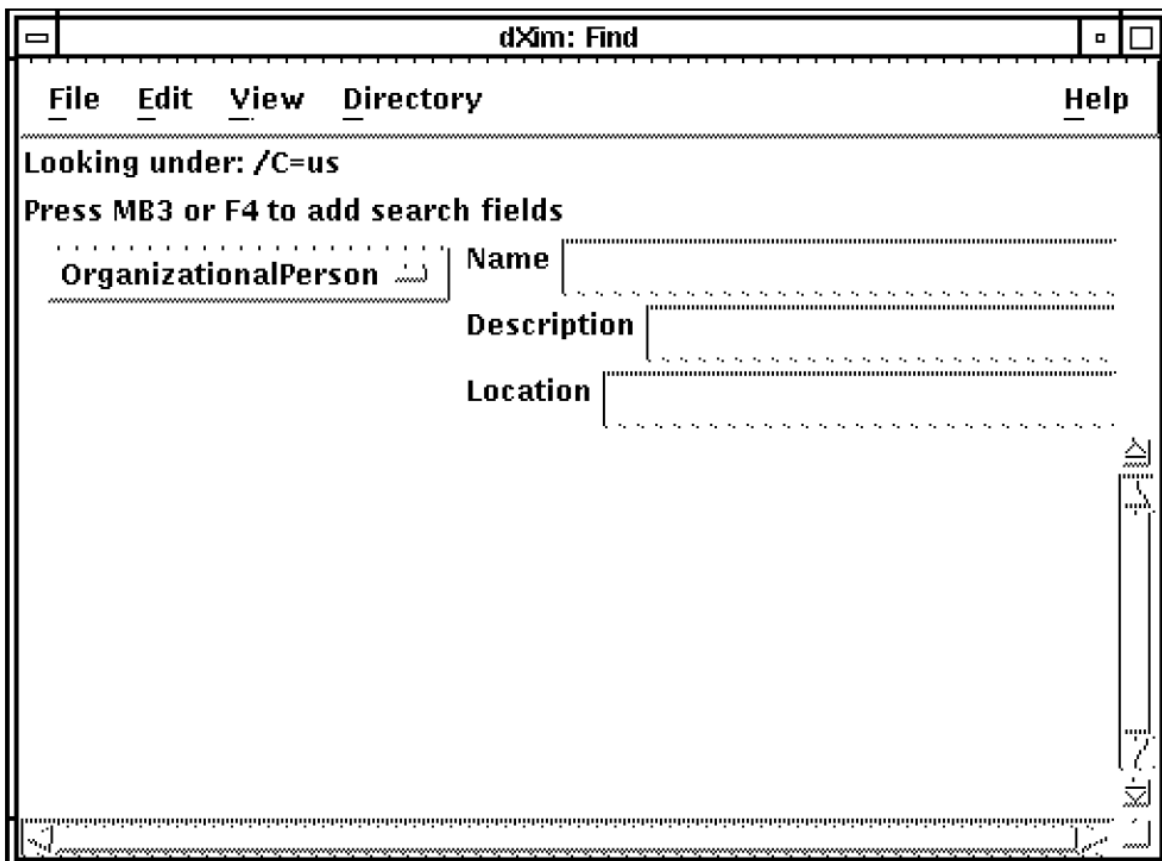 dXim: Find
File Edit View Directory Help
Looking under: /C=us
Press MB3 or F4 to add search fields
OrganizationalPerson Name
Description
Location